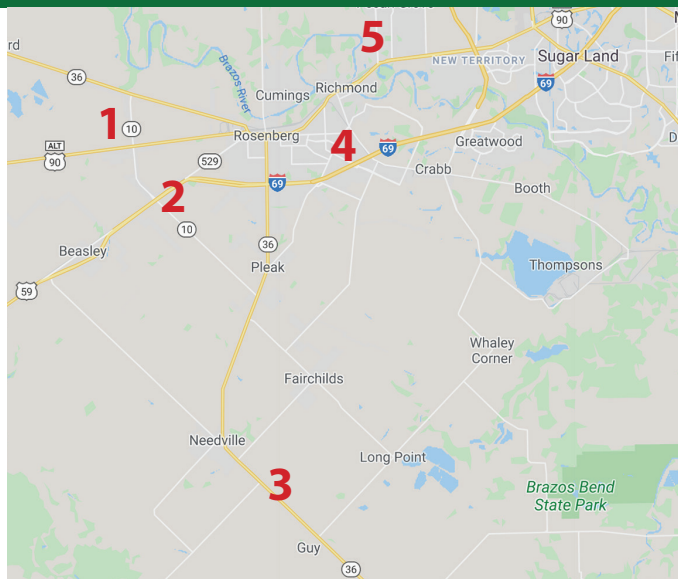 90
5
rd
NEW TERRITORY
Sugar Land
36
Brazos River
Richmond
69
Fif
Cumings
1
10
Rosenberg
4
69
Greatwood
ALT
90
529
Crabb
69
Booth
2
10
36
Beasley
Pleak
Thompsons
59
Whaley
Corner
Fairchilds
Needville
Long Point
3
Brazos Bend
State Park
Guy
36